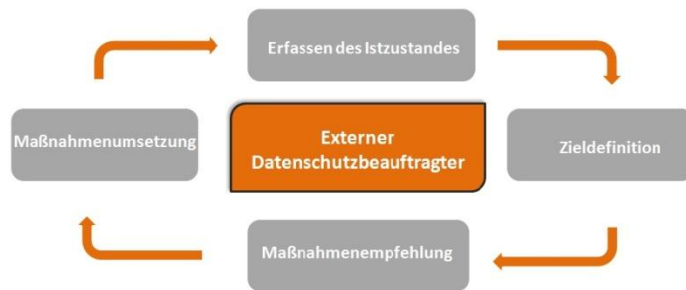 Erfassen des Istzustandes
Maßnahmenumsetzung
Externer
Datenschutzbeauftragter
Zieldefinition
Maßnahmenempfehlung